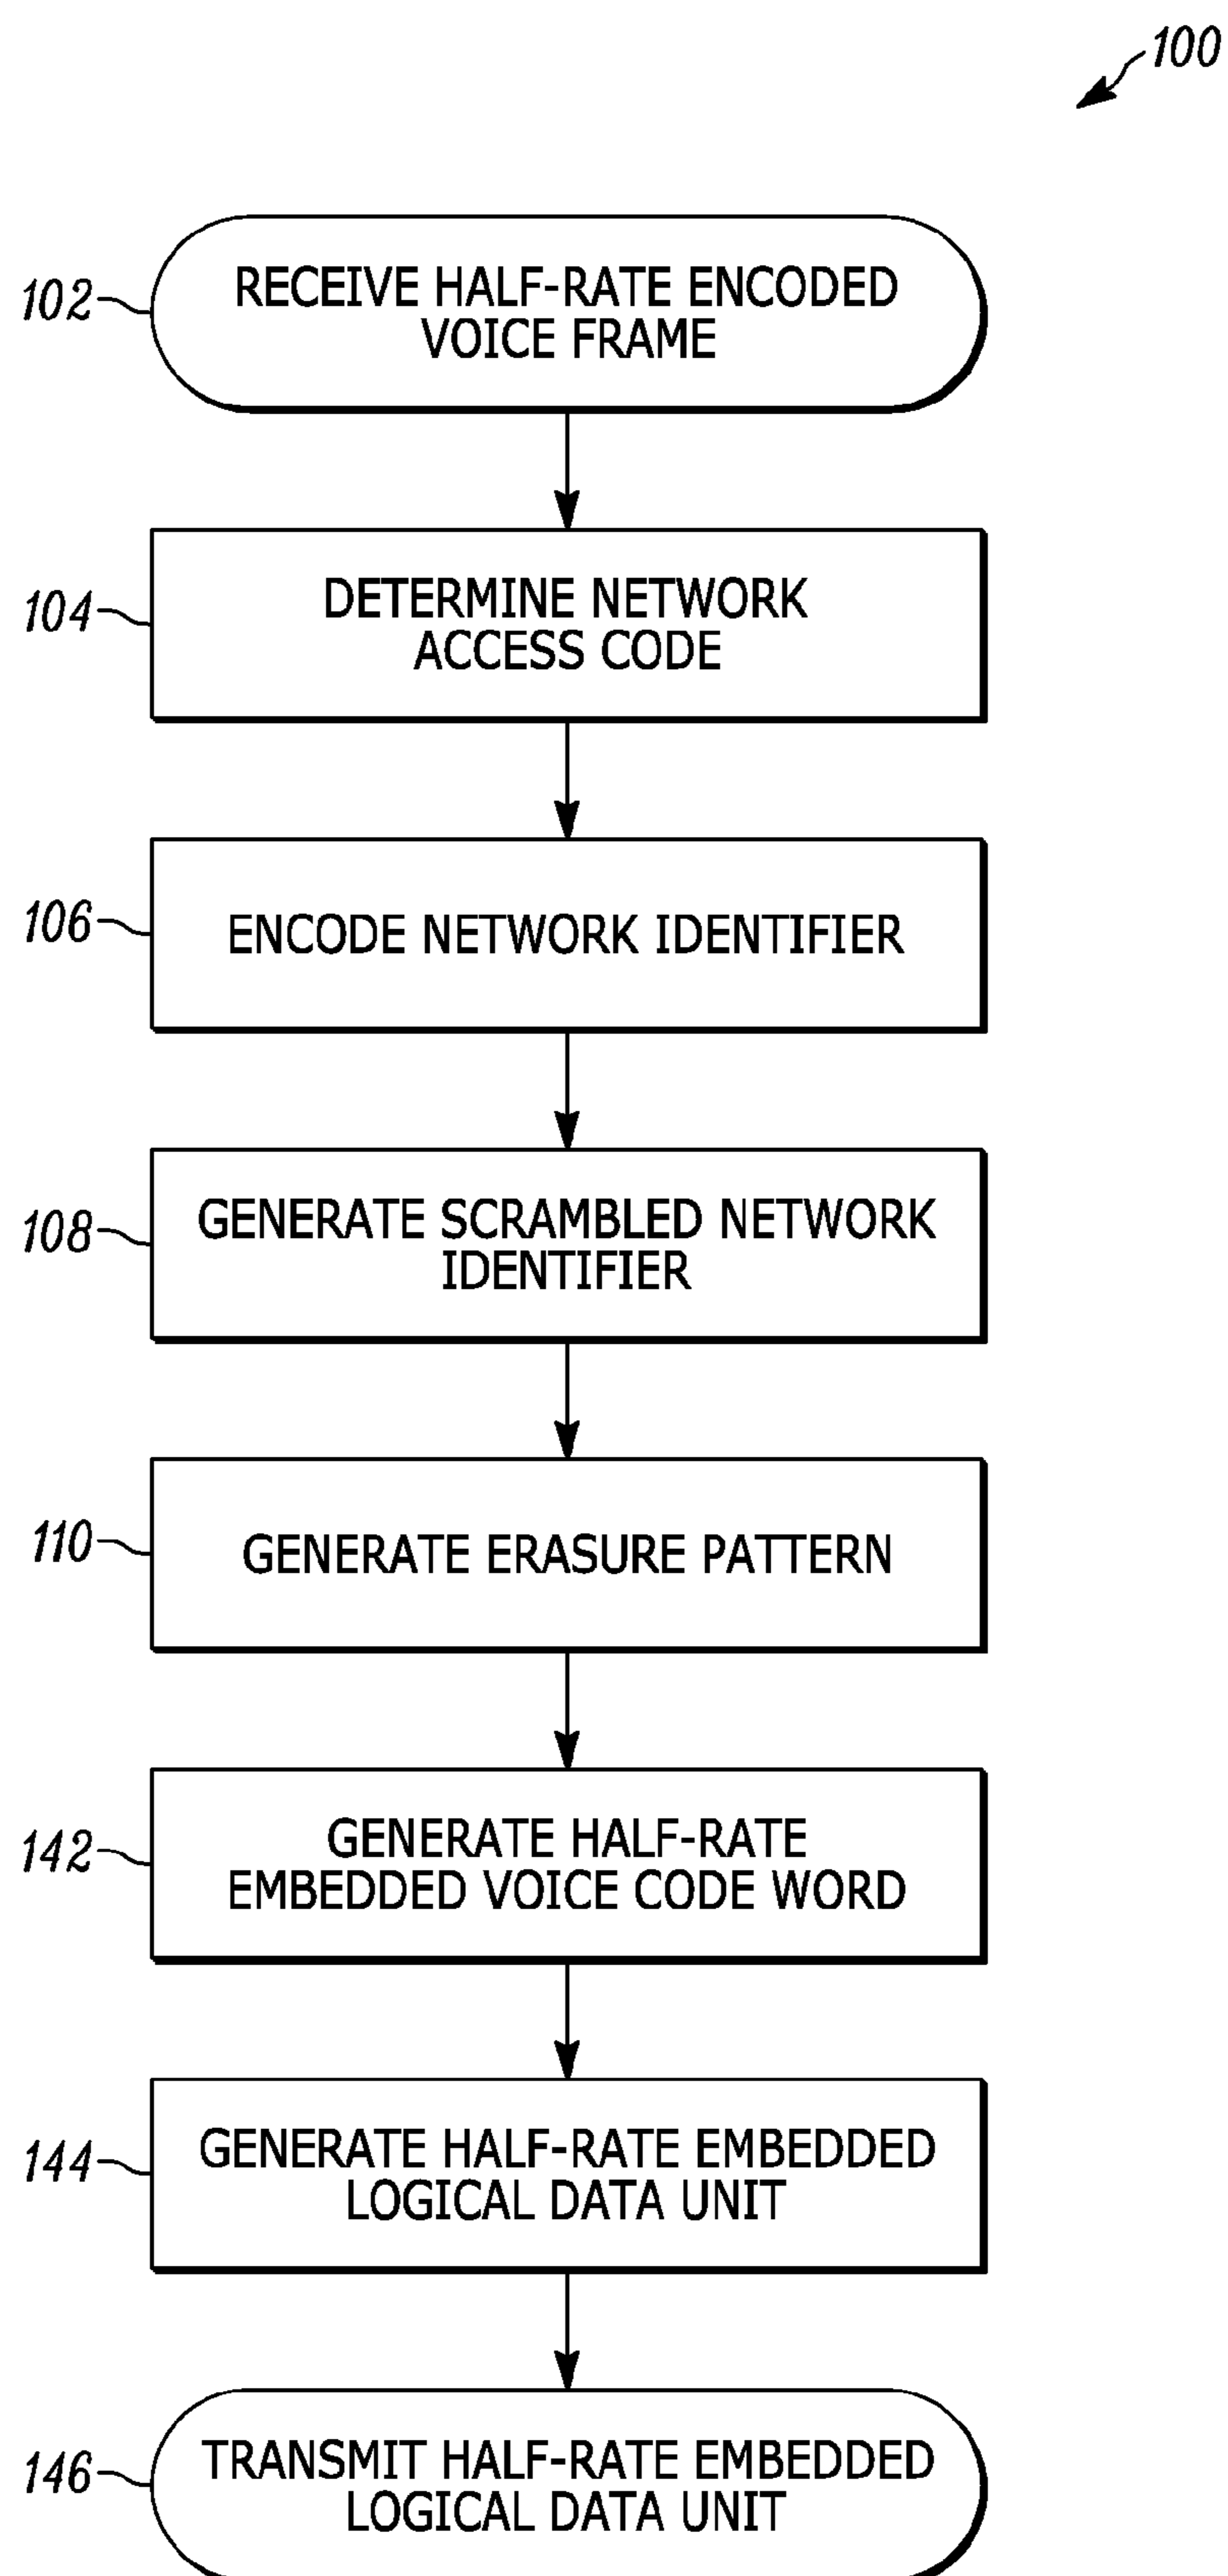 100
102
RECEIVE HALF-RATE ENCODED
VOICE FRAME
104
DETERMINE NETWORK
ACCESS CODE
106
ENCODE NETWORK IDENTIFIER
108
GENERATE SCRAMBLED NETWORK
IDENTIFIER
110
GENERATE ERASURE PATTERN
142
GENERATE HALF-RATE
EMBEDDED VOICE CODE WORD
144
GENERATE HALF-RATE EMBEDDED
LOGICAL DATA UNIT
146
TRANSMIT HALF-RATE EMBEDDED
LOGICAL DATA UNIT